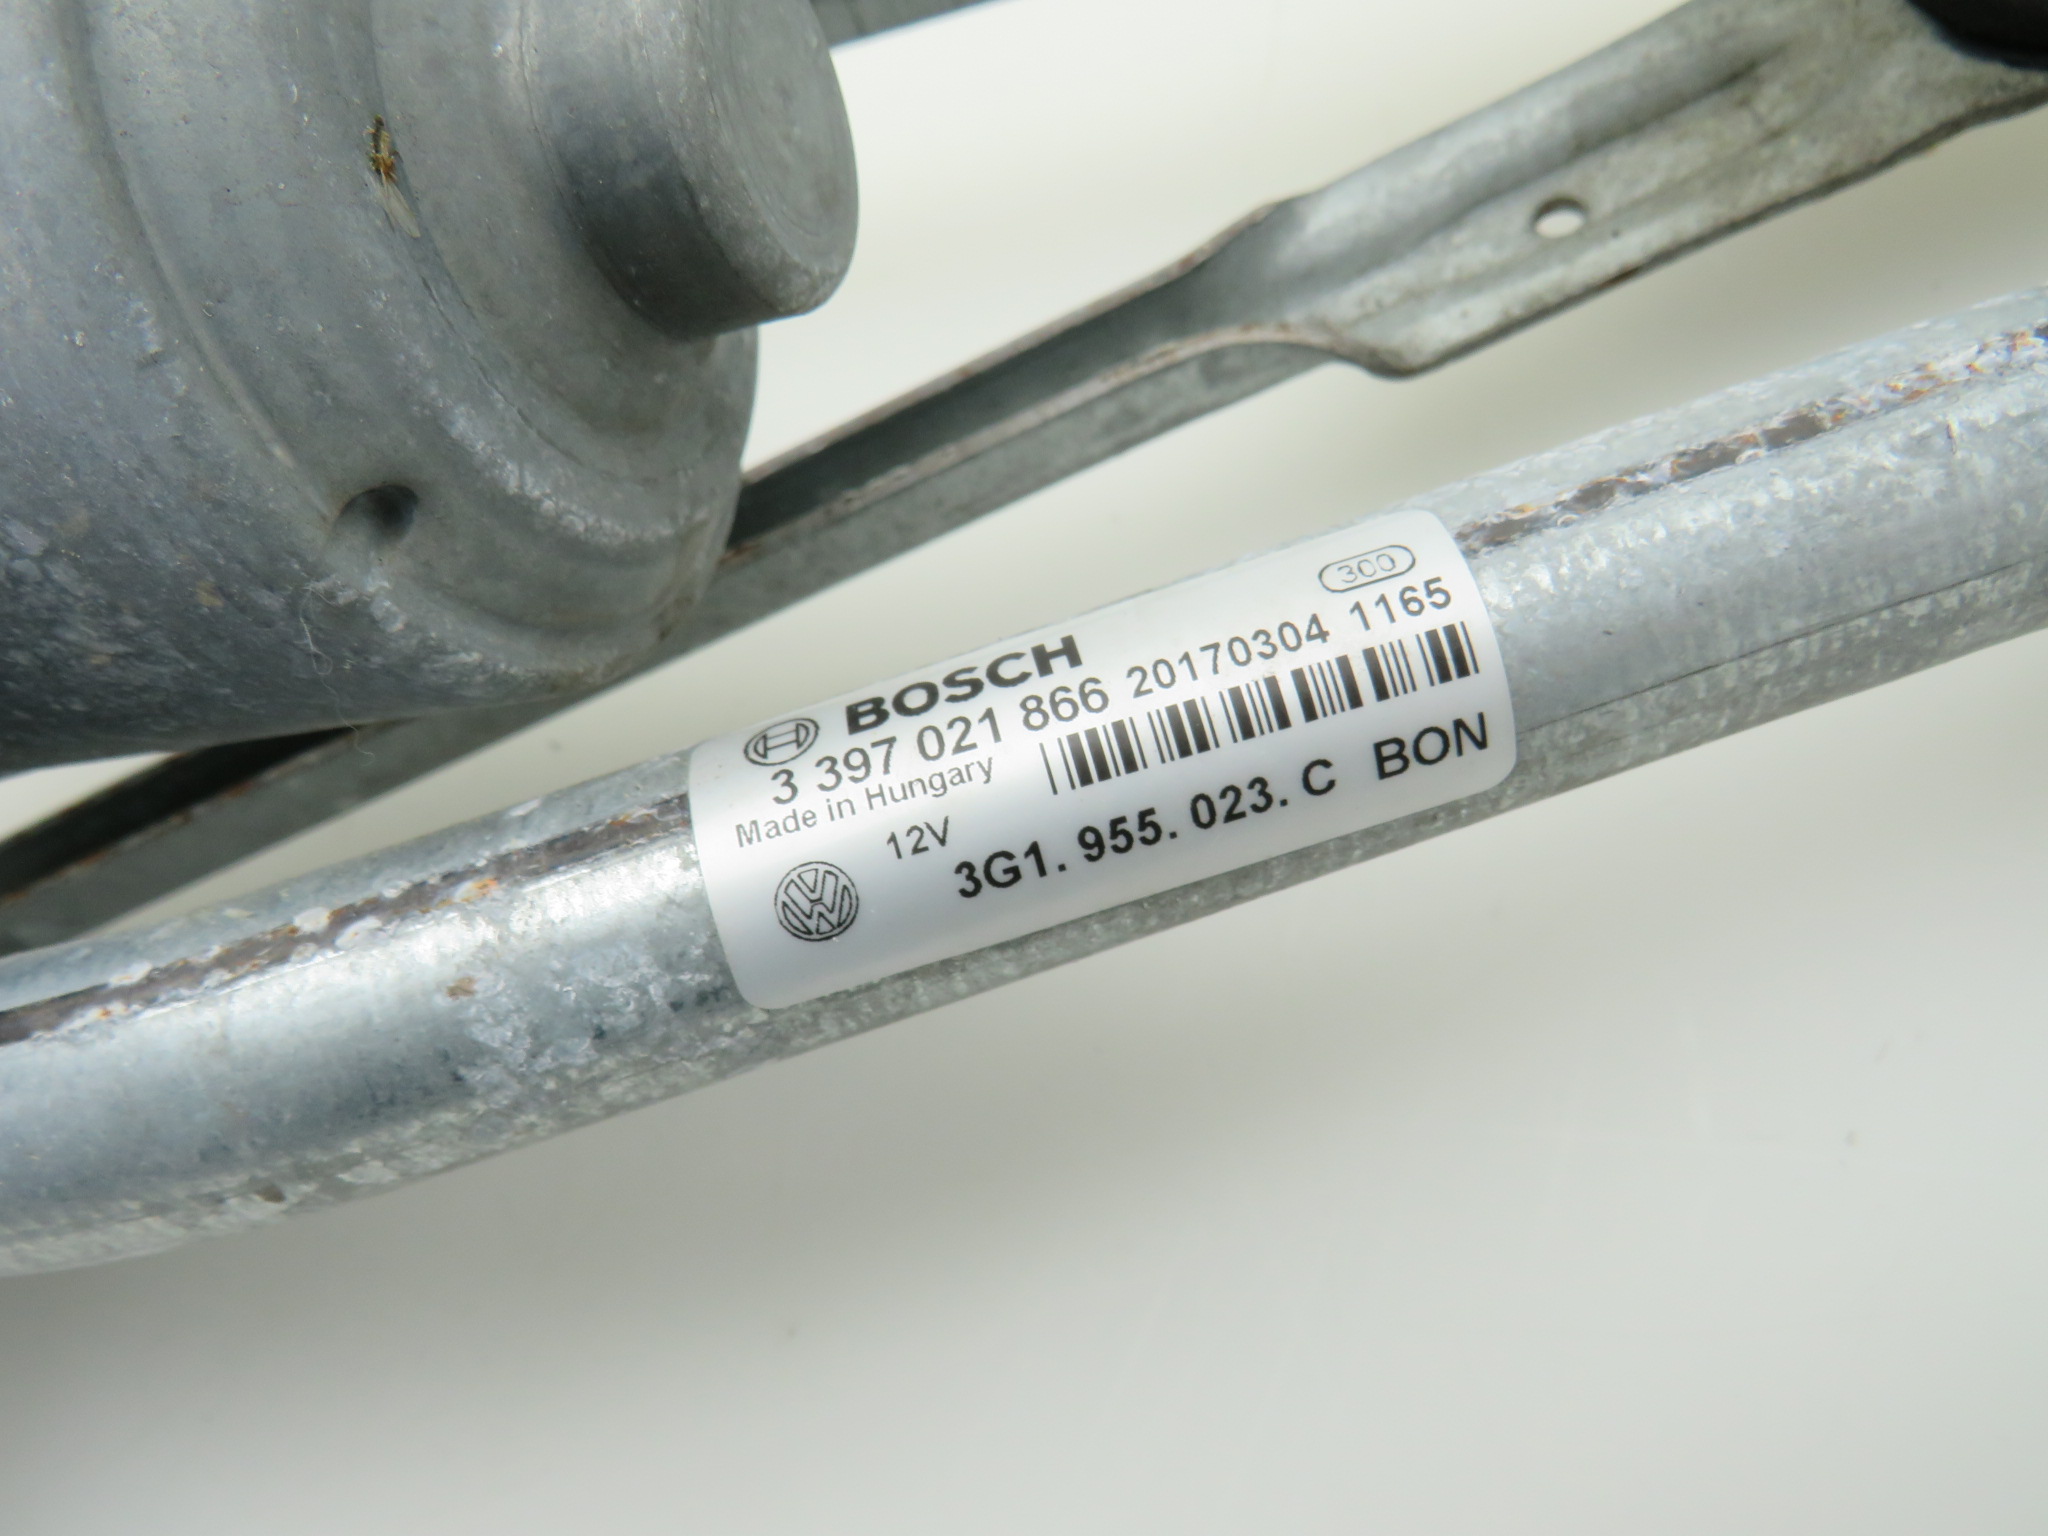 300
BOSCH
3 397 021 866 20170304 1165
Made in Hungary
12V
3G1. 955. 023. C BON